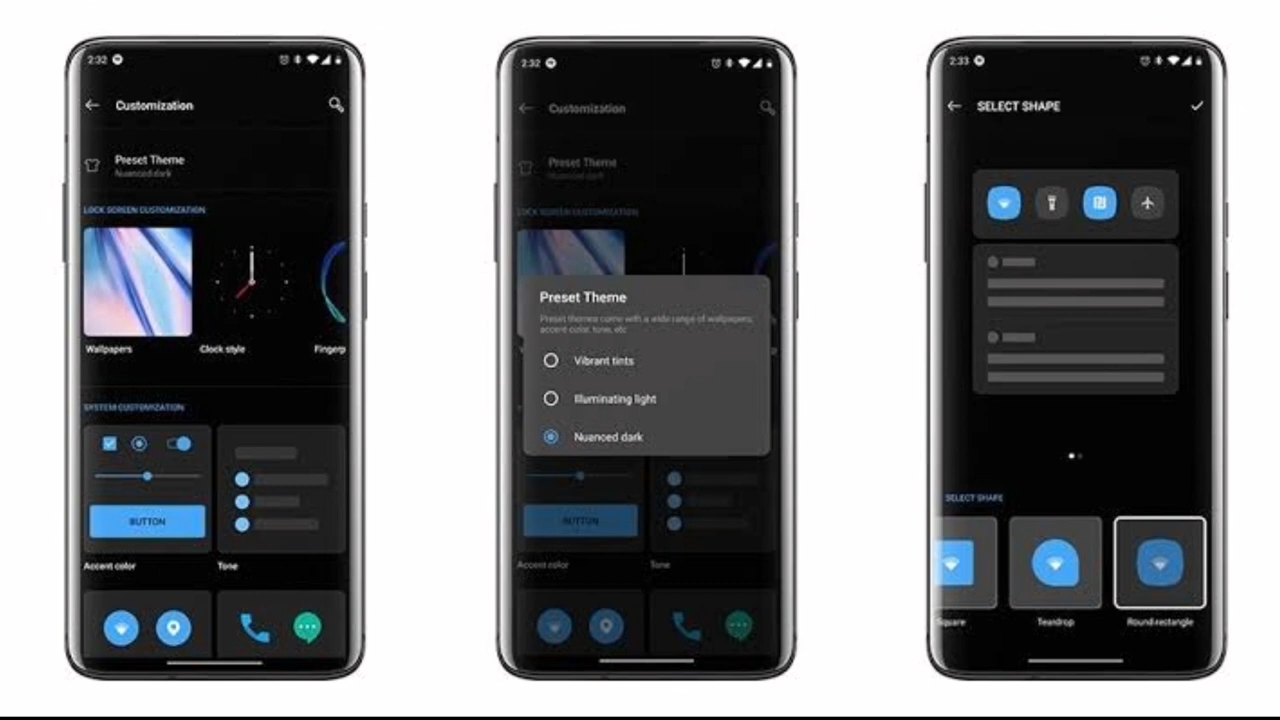 2:32
Customization
Preset Theme
Nuanced dark
LOCK SCREEN CUSTOMIZATION
Wallpapers
Clock style
Fingerp
SYSTEM CUSTOMIZATION
BUTTON
Accent color
Tone
2:32
Customization
Preset Theme
Nuanced dark
LOCK SCREEN CUSTOMIZATION
Preset Theme
Preset themes come with a wide range of wallpapers,
accent color, tone, etc
Vibrant tints
Illuminating light
Nuanced dark
BUTTON
Accent color
Tone
2:33
SELECT SHAPE
SELECT SHAPE
Square
Teardrop
Round rectangle